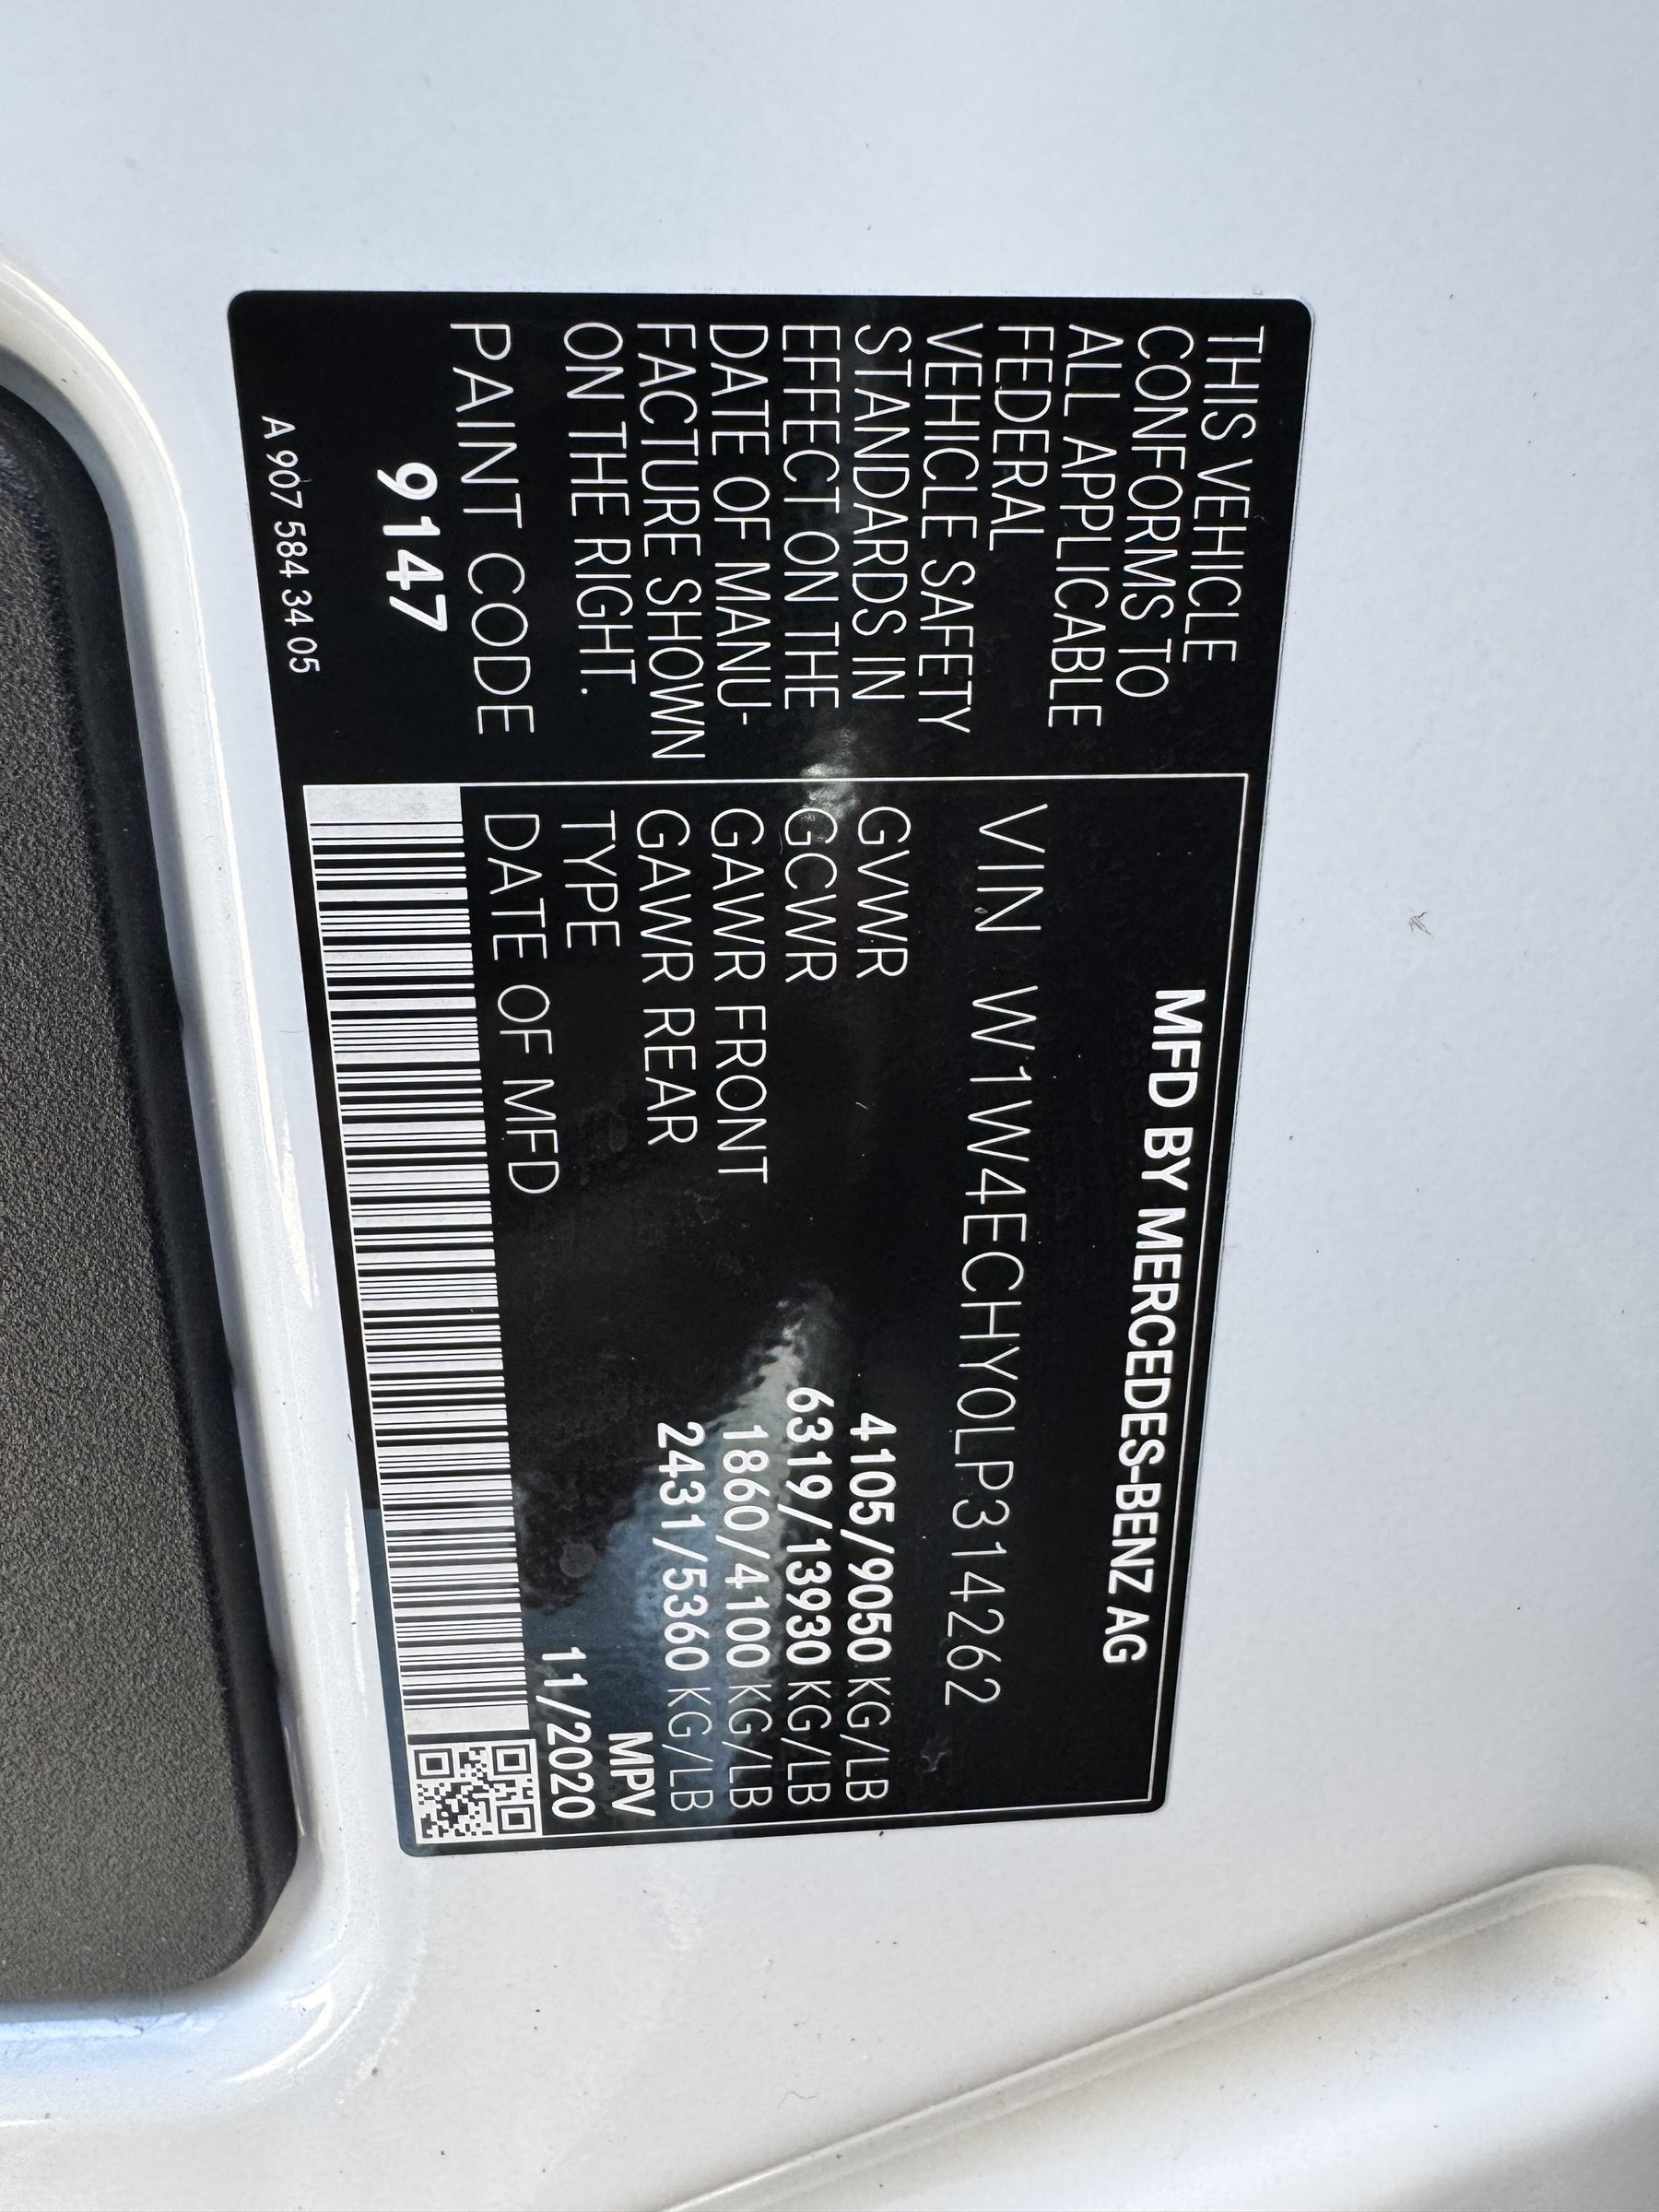 THIS VEHICLE
CONFORMS TO
ALL APPLICABLE
FEDERAL
VEHICLE SAFETY
STANDARDS IN
EFFECT ON THE
DATE OF MANU-
FACTURE SHOWN
ON THE RIGHT.
PAINT CODE
9147
A 907 584 34 05
MFD BY MERCEDES-BENZ AG
VIN W1W4ECHY0LP314262
GVWR 4105/9050 KG/LB
GCWR 6319/13930 KG/LB
GAWR FRONT 1860/4100 KG/LB
GAWR REAR 2431/5360 KG/LB
TYPE MPV
DATE OF MFD 11/2020